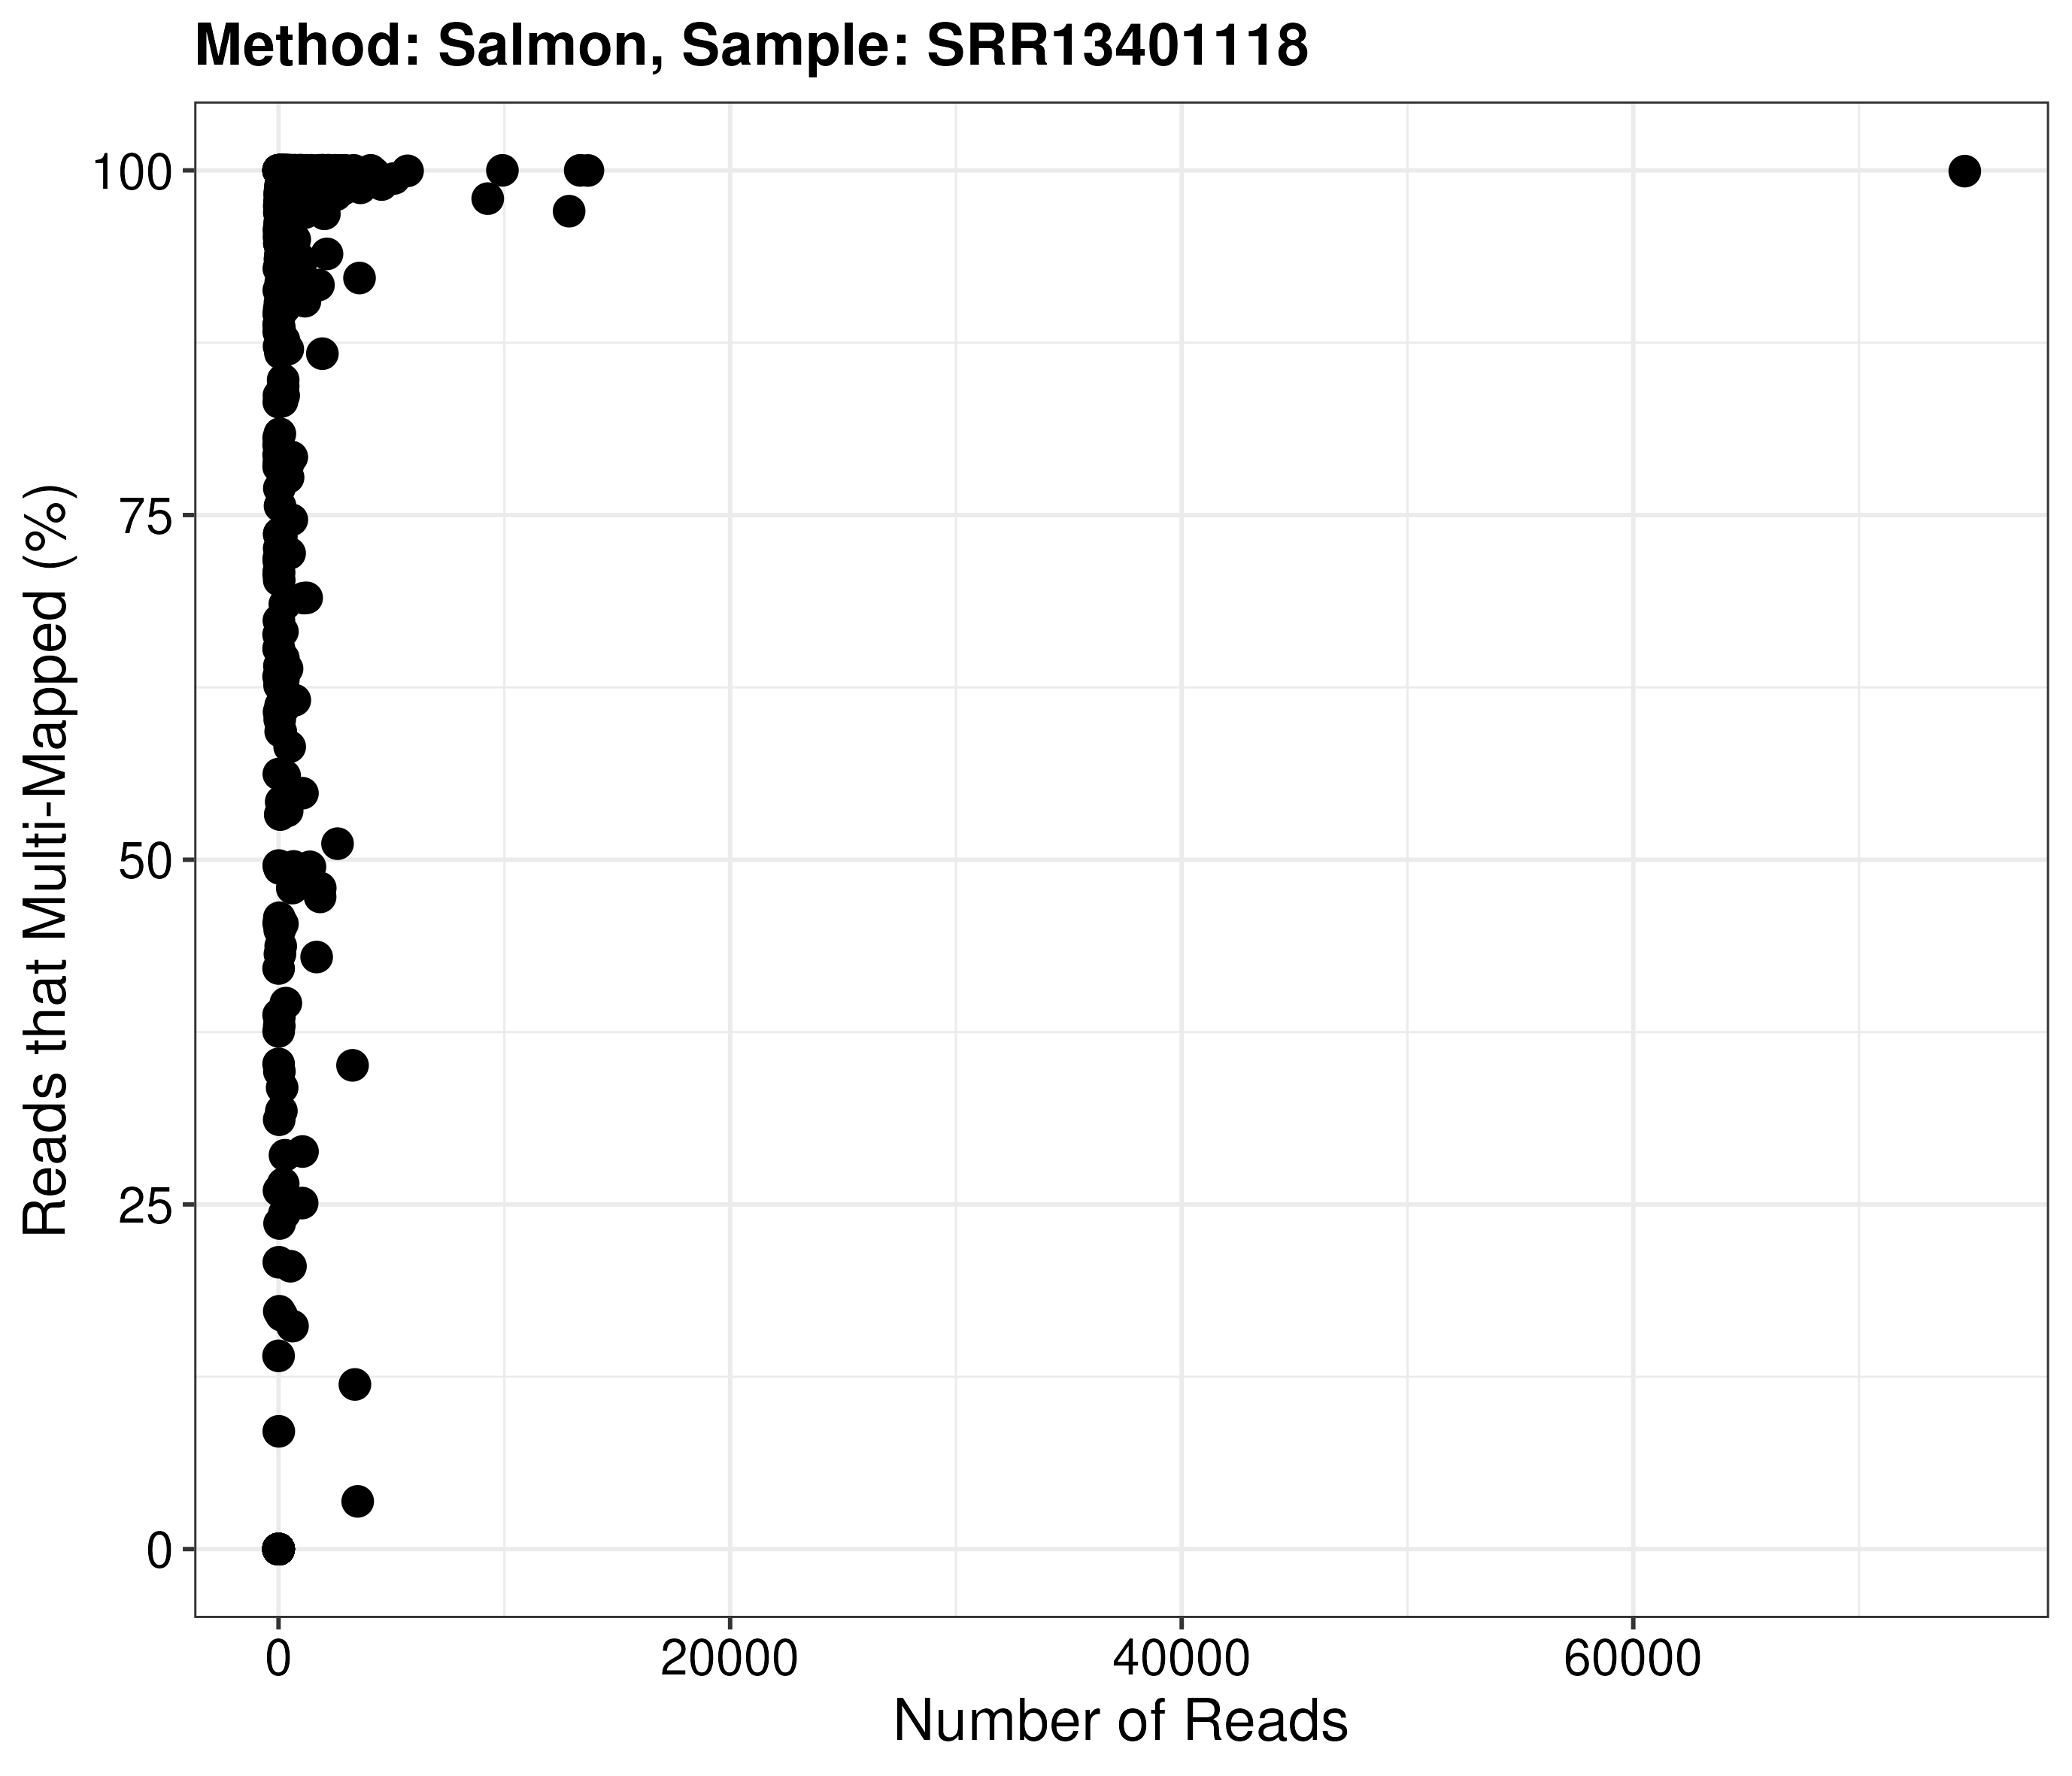 Method: Salmon, Sample: SRR13401118
Reads that Multi-Mapped (%)
100
75
50
25
0
0 20000 40000 60000
Number of Reads